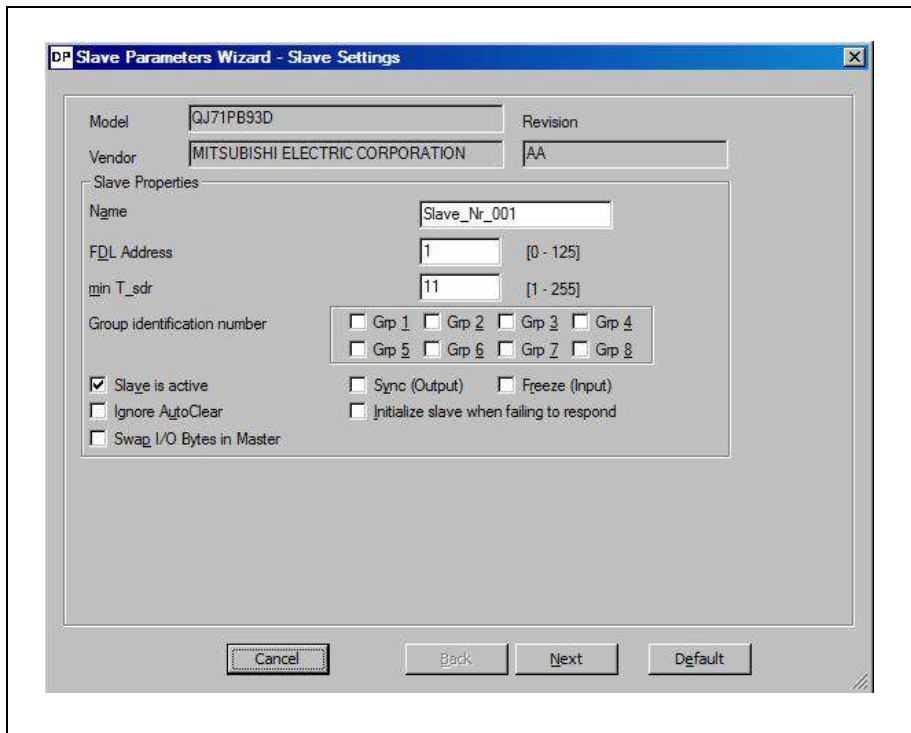 DP Slave Parameters Wizard - Slave Settings
Model QJ71PB93D Revision
Vendor MITSUBISHI ELECTRIC CORPORATION AA
Slave Properties
Name Slave_Nr_001
FDL Address 1 [0 - 125]
min T_sdr 11 [1 - 255]
Group identification number Grp 1 Grp 2 Grp 3 Grp 4
Grp 5 Grp 6 Grp 7 Grp 8
Slave is active Sync (Output) Freeze (Input)
Ignore AutoClear Initialize slave when failing to respond
Swap I/O Bytes in Master
Cancel Back Next Default